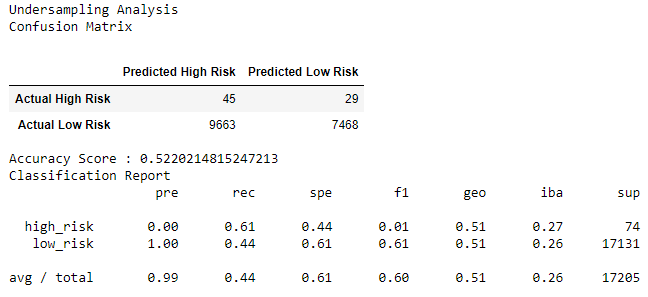 Undersampling Analysis
Confusion Matrix
Predicted High Risk Predicted Low Risk
Actual High Risk 45 29
Actual Low Risk 9663 7468
Accuracy Score : 0.5220214815247213
Classification Report
pre rec spe f1 geo iba sup
high_risk 0.00 0.61 0.44 0.01 0.51 0.27 74
low_risk 1.00 0.44 0.61 0.61 0.51 0.26 17131
avg / total 0.99 0.44 0.61 0.60 0.51 0.26 17205